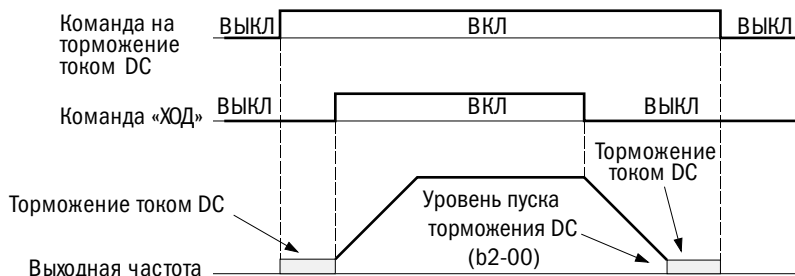 Команда на
торможение
током DC
ВЫКЛ
ВКЛ
ВЫКЛ
Команда «ХОД»
ВЫКЛ
ВКЛ
ВЫКЛ
Торможение
током DC
Торможение током DC
Уровень пуска
торможения DC
(b2-00)
Выходная частота